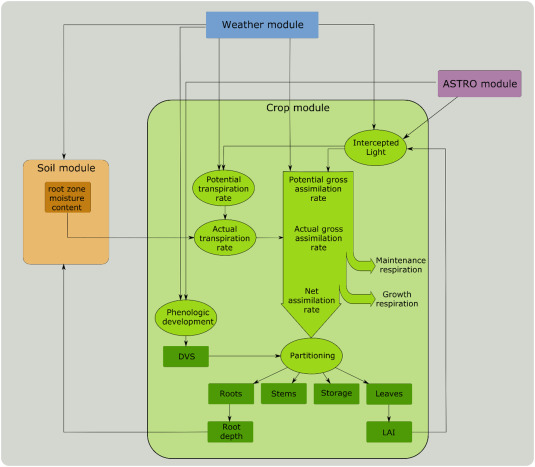 Weather module
ASTRO module
Crop module
Intercepted
Light
Soil module
root zone
moisture
content
Potential
transpiration
rate
Potential gross
assimilation
rate
Actual
transpiration
rate
Actual gross
assimilation
rate
Maintenance
respiration
Net
assimilation
rate
Growth
respiration
Phenologic
development
DVS
Partitioning
Roots
Stems
Storage
Leaves
Root
depth
LAI